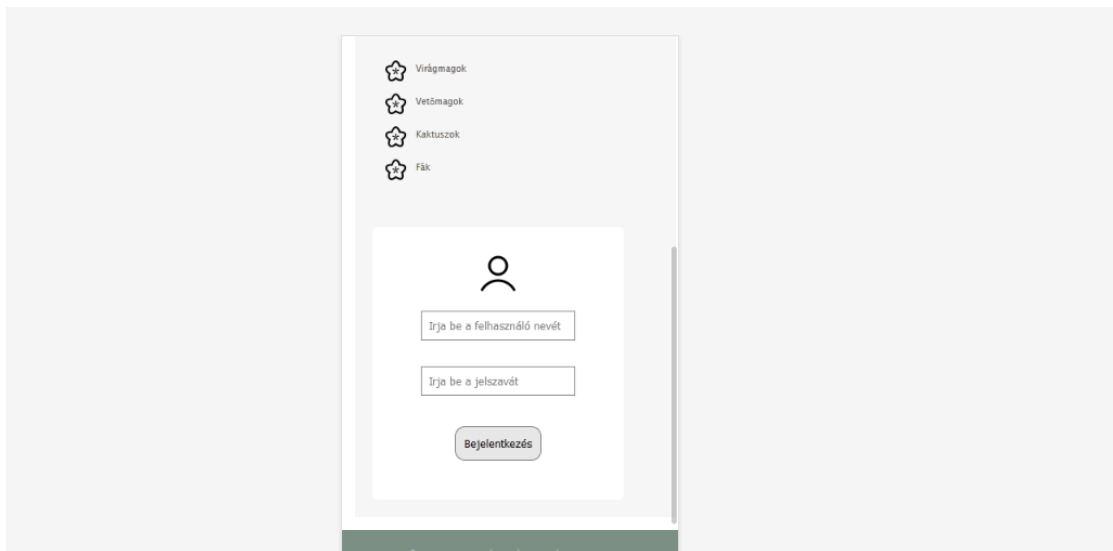 Virágmagok
Vetőmagok
Kaktuszok
Fák
Irja be a felhasználó nevét
Irja be a jelszavát
Bejelentkezés